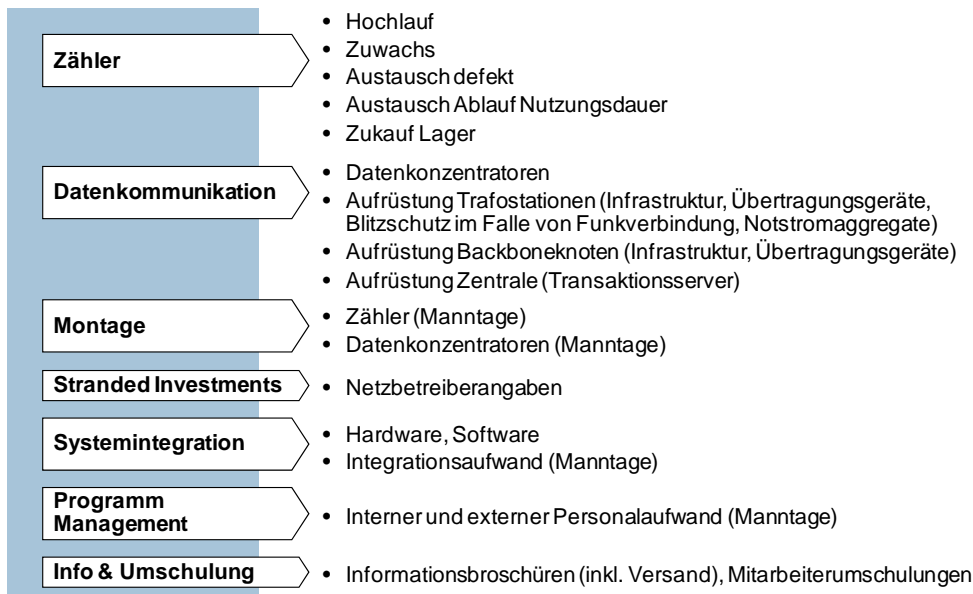 Zähler
• Hochlauf
• Zuwachs
• Austausch defekt
• Austausch Ablauf Nutzungsdauer
• Zukauf Lager
Datenkommunikation
• Datenkonzentratoren
• Aufrüstung Trafostationen (Infrastruktur, Übertragungsgeräte,
Blitzschutz im Falle von Funkverbindung, Notstromaggregate)
• Aufrüstung Backboneknoten (Infrastruktur, Übertragungsgeräte)
• Aufrüstung Zentrale (Transaktionsserver)
Montage
• Zähler (Manntage)
• Datenkonzentratoren (Manntage)
Stranded Investments
• Netzbetreiberangaben
Systemintegration
• Hardware, Software
• Integrationsaufwand (Manntage)
Programm
Management
• Interner und externer Personalaufwand (Manntage)
Info & Umschulung
• Informationsbroschüren (inkl. Versand), Mitarbeiterumschulungen